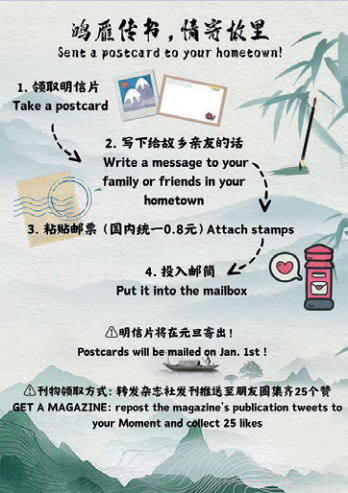 鸿雁传书，情寄故里
Sent a postcard to your hometown!
1. 领取明信片
Take a postcard
2. 写下给故乡亲友的话
Write a message to your
family or friends in your
hometown
3. 粘贴邮票（国内统一0.8元）Attach stamps
4. 投入邮筒
Put it into the mailbox
⚠明信片将在元旦寄出！
Postcards will be mailed on Jan. 1st !
⚠刊物领取方式：转发杂志社发刊推送至朋友圈集齐25个赞
GET A MAGAZINE: repost the magazine's publication tweets to
your Moment and collect 25 likes